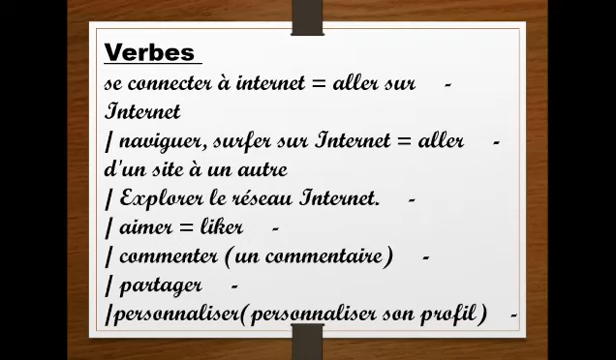 Verbes
se connecter à internet = aller sur -
Internet
| naviguer, surfer sur Internet = aller -
d'un site à un autre
| Explorer le réseau Internet. -
| aimer = liker -
| commenter (un commentaire) -
| partager -
|personnaliser(personnaliser son profil) -